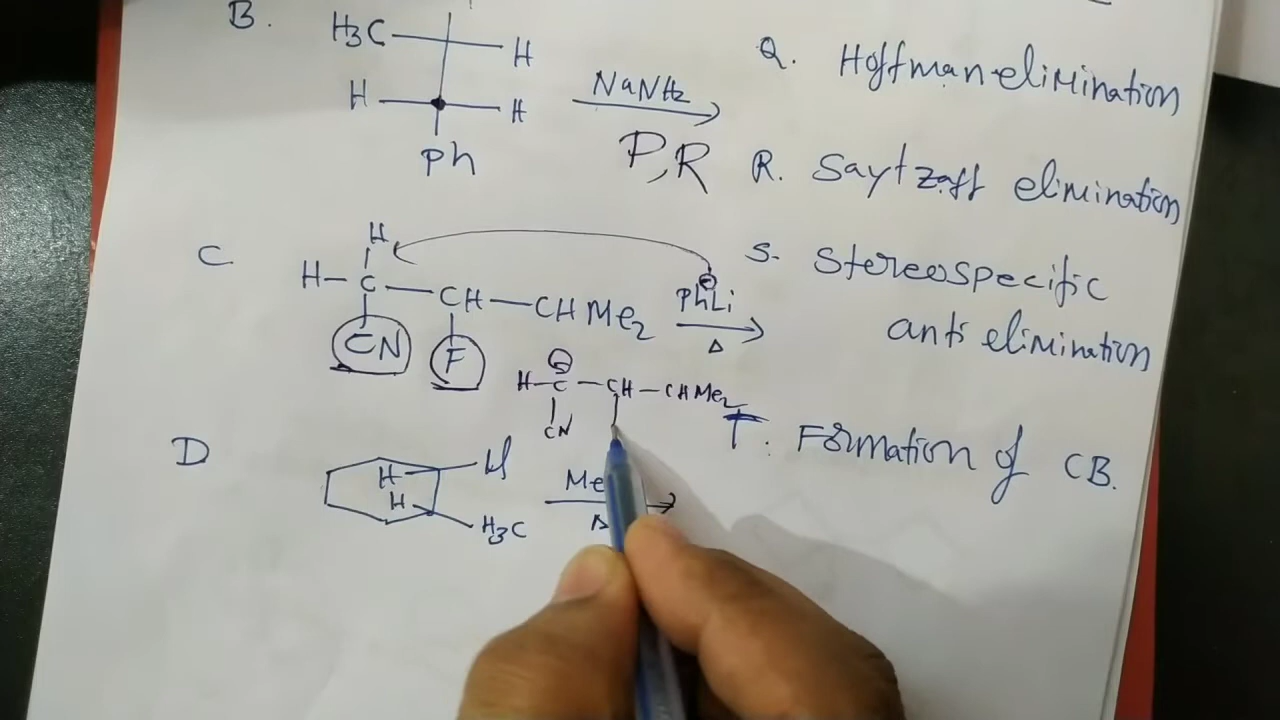 B.
H₃C H
H H
Ph
NaNH₂
P, R
Q. Hoffman elimination
R. Saytzaff elimination
C
H
H-C-CH-CHMe₂
CN F
⊖
PhLi
Δ
S. Stereospecific
anti elimination
⊖
H-C-CH-CHMe₂
CN
T. Formation of CB.
D
H
H
H₃C
Me
Δ